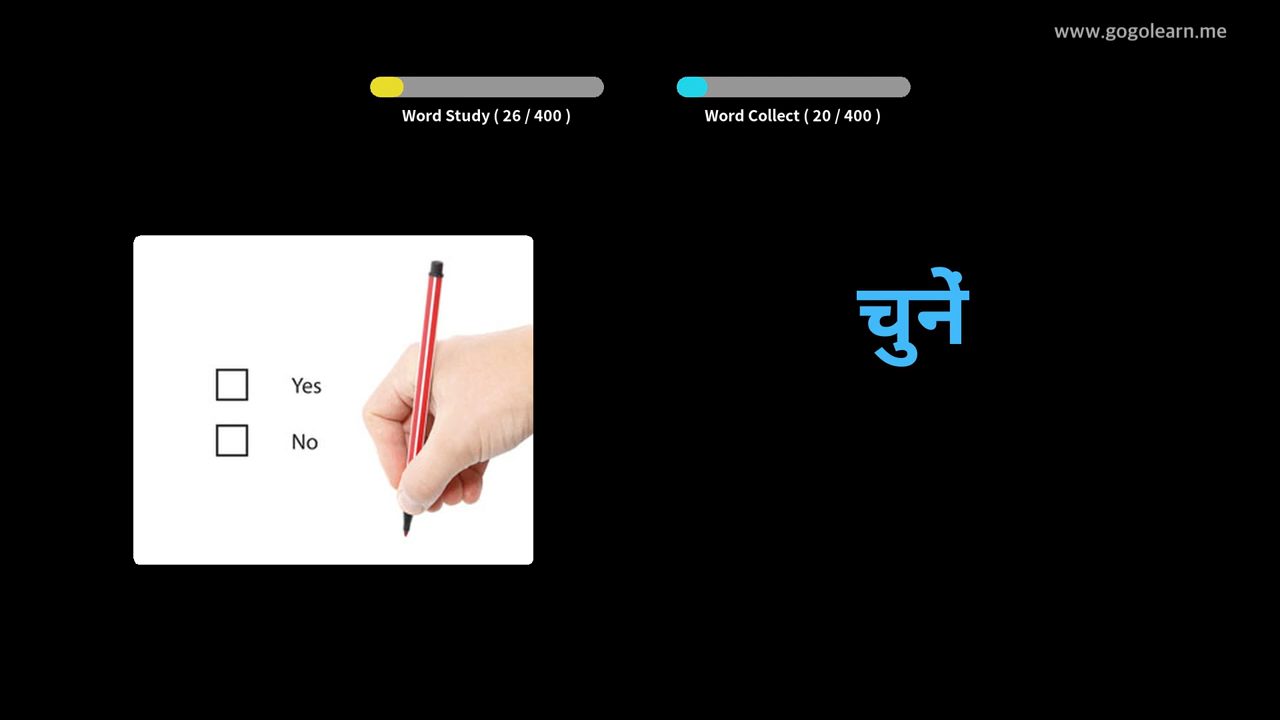 www.gogolearn.me
Word Study ( 26 / 400 )
Word Collect ( 20 / 400 )
Yes
No
चुनें